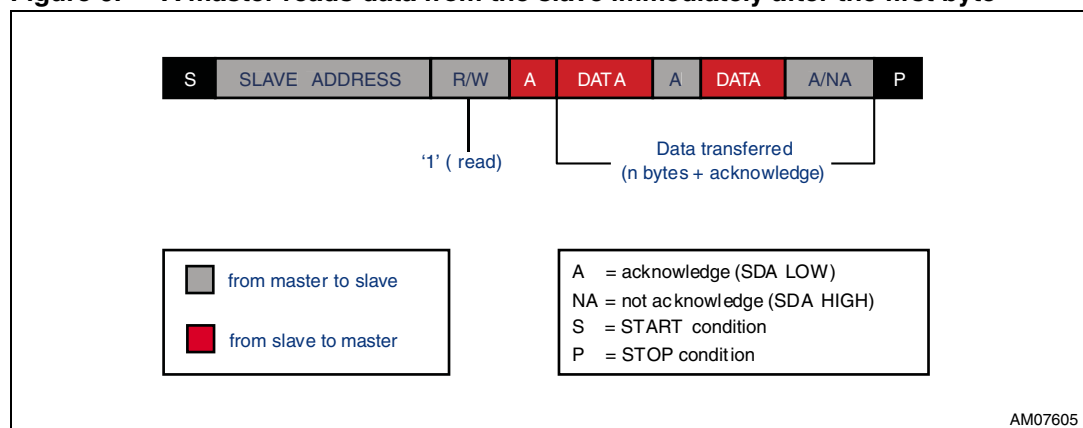 S SLAVE ADDRESS R/W A DATA A DATA A/NA P
‘1’ ( read)
Data transferred
(n bytes + acknowledge)
from master to slave
from slave to master
A = acknowledge (SDA LOW)
NA = not acknowledge (SDA HIGH)
S = START condition
P = STOP condition
AM07605